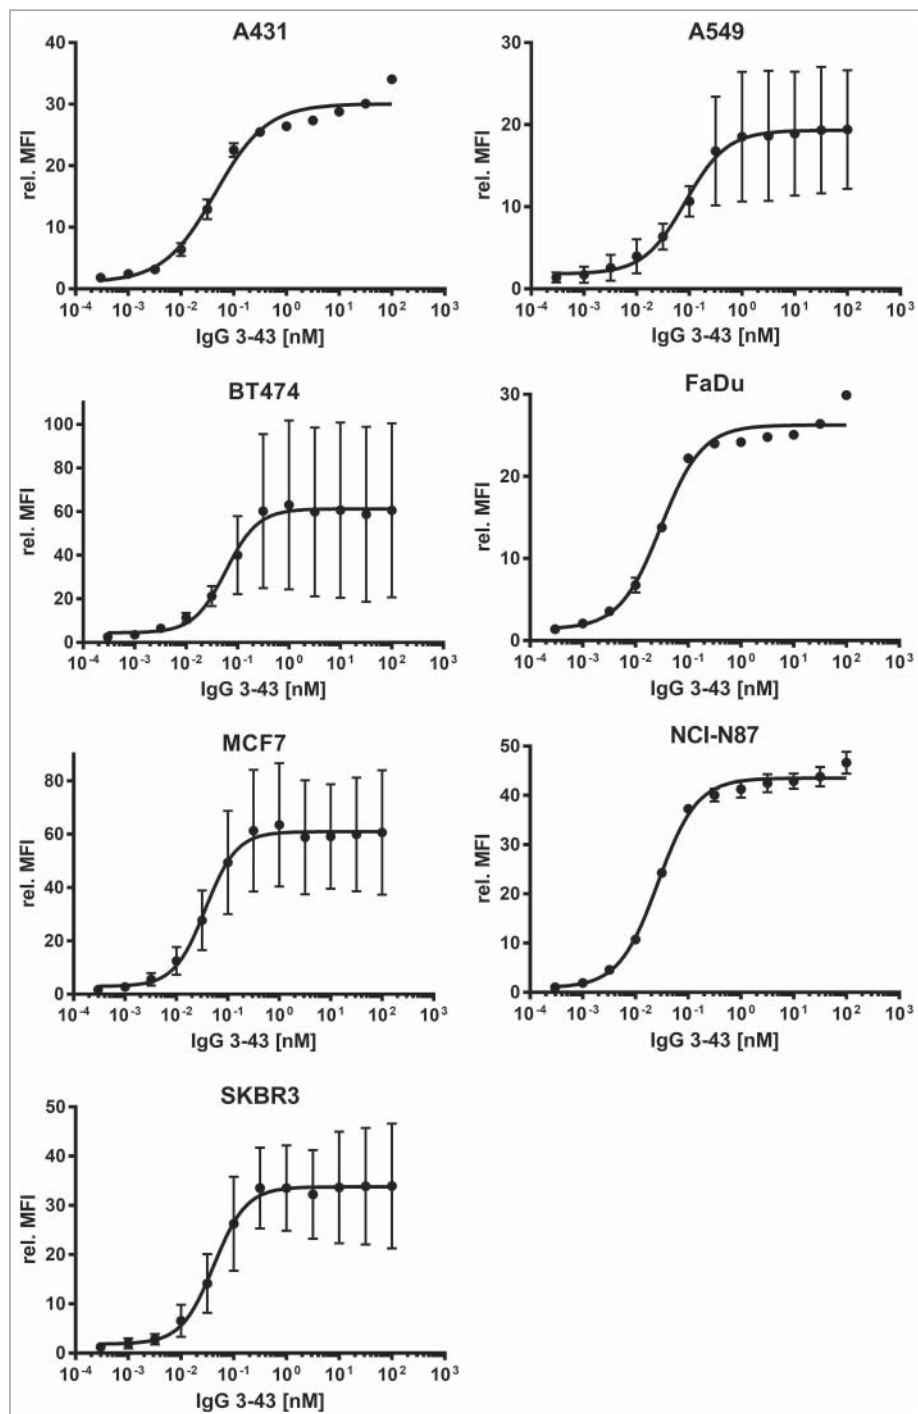 A431
40
30
20
10
0
rel. MFI
10⁻⁴ 10⁻³ 10⁻² 10⁻¹ 10⁰ 10¹ 10² 10³
IgG 3-43 [nM]
A549
30
20
10
0
rel. MFI
10⁻⁴ 10⁻³ 10⁻² 10⁻¹ 10⁰ 10¹ 10² 10³
IgG 3-43 [nM]
BT474
100
80
60
40
20
0
rel. MFI
10⁻⁴ 10⁻³ 10⁻² 10⁻¹ 10⁰ 10¹ 10² 10³
IgG 3-43 [nM]
FaDu
30
20
10
0
rel. MFI
10⁻⁴ 10⁻³ 10⁻² 10⁻¹ 10⁰ 10¹ 10² 10³
IgG 3-43 [nM]
MCF7
80
60
40
20
0
rel. MFI
10⁻⁴ 10⁻³ 10⁻² 10⁻¹ 10⁰ 10¹ 10² 10³
IgG 3-43 [nM]
NCI-N87
50
40
30
20
10
0
rel. MFI
10⁻⁴ 10⁻³ 10⁻² 10⁻¹ 10⁰ 10¹ 10² 10³
IgG 3-43 [nM]
SKBR3
50
40
30
20
10
0
rel. MFI
10⁻⁴ 10⁻³ 10⁻² 10⁻¹ 10⁰ 10¹ 10² 10³
IgG 3-43 [nM]